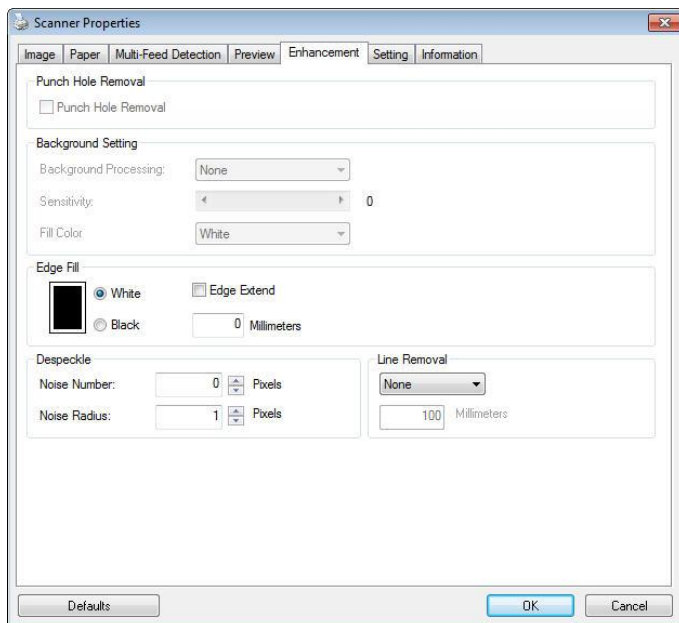 Scanner Properties
Image Paper Multi-Feed Detection Preview Enhancement Setting Information
Punch Hole Removal
Punch Hole Removal
Background Setting
Background Processing: None
Sensitivity: 0
Fill Color White
Edge Fill
White Edge Extend
Black 0 Millimeters
Despeckle
Noise Number: 0 Pixels
Noise Radius: 1 Pixels
Line Removal
None
100 Millimeters
Defaults OK Cancel